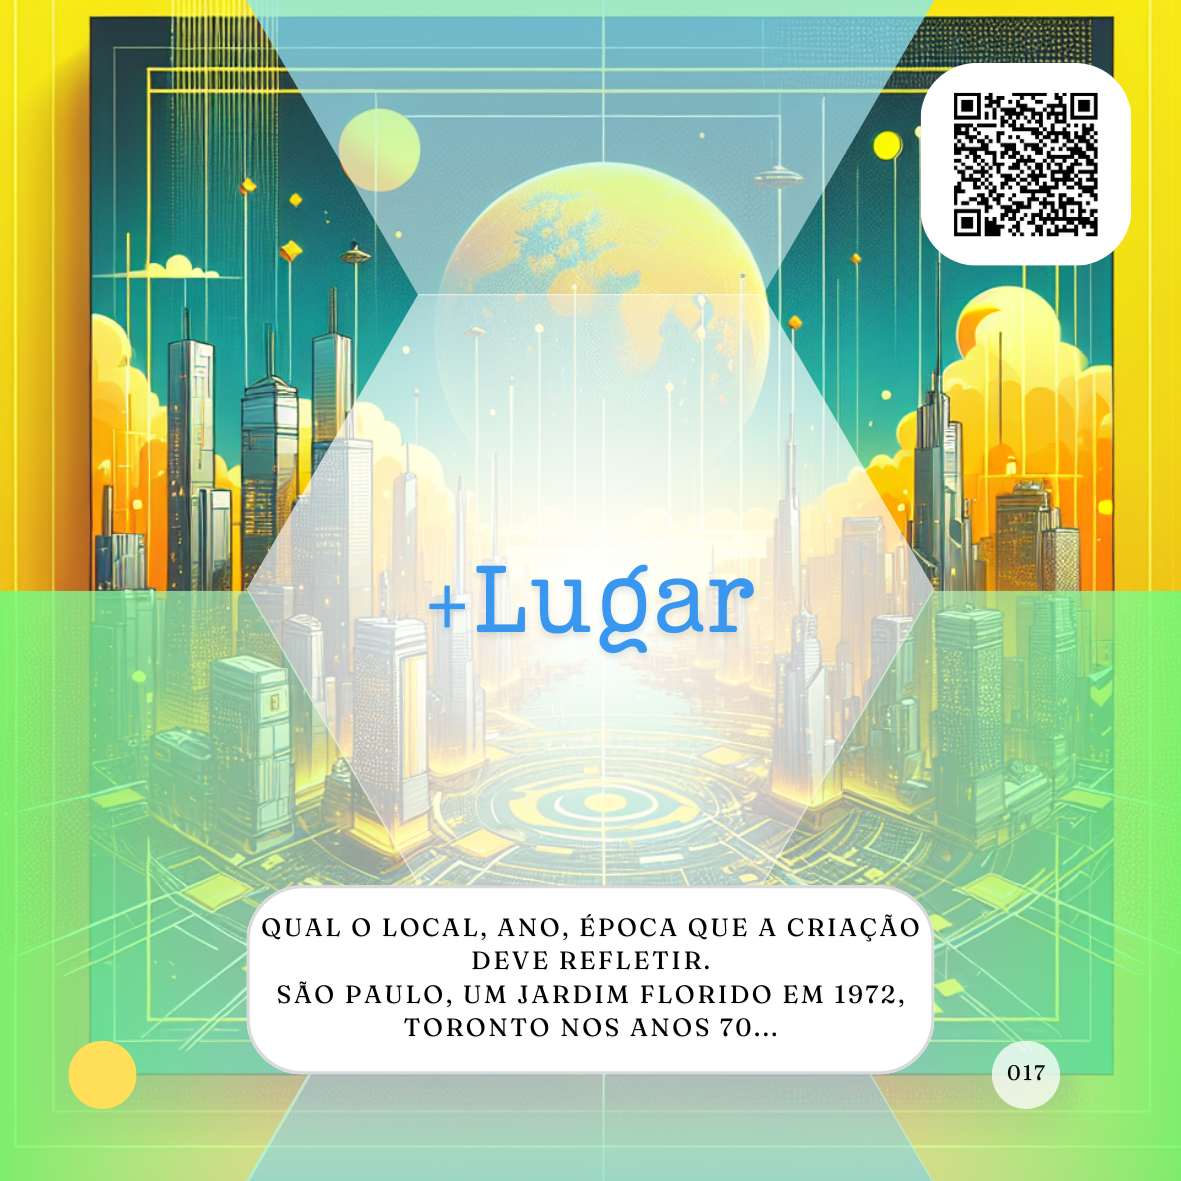 +Lugar
QUAL O LOCAL, ANO, ÉPOCA QUE A CRIAÇÃO
DEVE REFLETIR.
SÃO PAULO, UM JARDIM FLORIDO EM 1972,
TORONTO NOS ANOS 70...
017